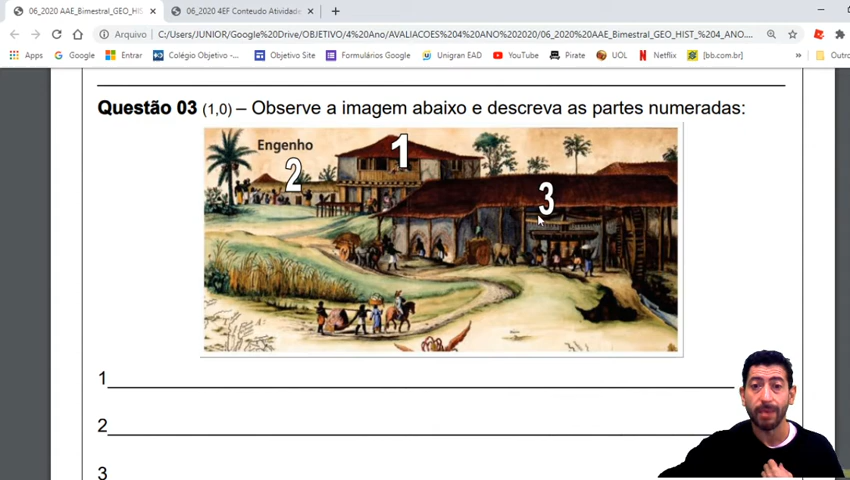 06_2020 AAE_Bimestral_GEO_HIS
06_2020 4EF Conteudo Atividad
Arquivo
C:/Users/JUNIOR/Google%20Drive/OBJETIVO/4%20Ano/AVALIACOES%204%20ANO%202020/06_2020%20AAE_Bimestral_GEO_HIST_%204_ANO....
Apps
Google
Entrar
Colégio Objetivo -...
Objetivo Site
Formulários Google
Unigran EAD
YouTube
Pirate
UOL
Netflix
[bb.com.br]
Outro
Questão 03 (1,0) – Observe a imagem abaixo e descreva as partes numeradas:
Engenho
1
2
3
1
2
3